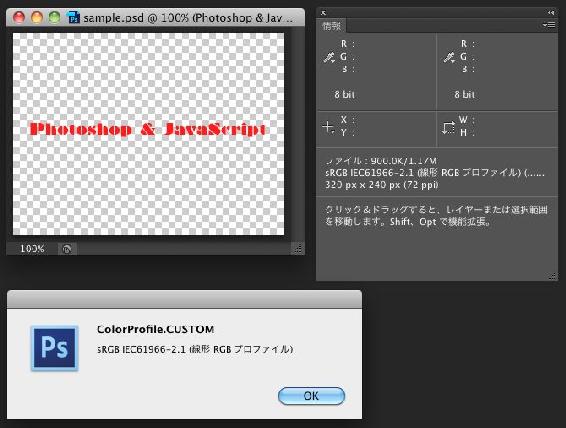 sample.psd @ 100% (Photoshop & Jav...
Photoshop & JavaScript
100%
情報
R :
G :
B :
8 bit
R :
G :
B :
8 bit
X :
Y :
W :
H :
ファイル : 900.0K/1.17M
sRGB IEC61966-2.1 (線形 RGB プロファイル) (......
320 px x 240 px (72 ppi)
クリック＆ドラッグすると、レイヤーまたは選択範囲
を移動します。Shift、Opt で機能拡張。
Ps
ColorProfile.CUSTOM
sRGB IEC61966-2.1 (線形 RGB プロファイル)
OK